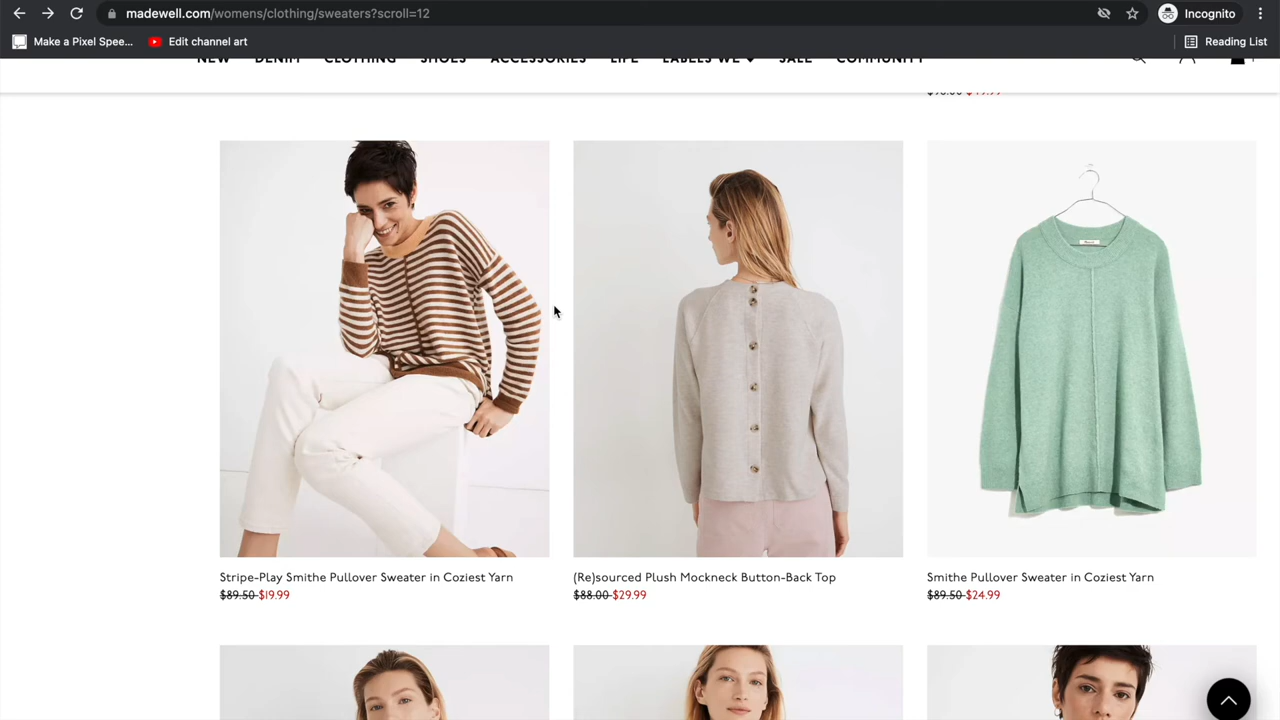 madewell.com/womens/clothing/sweaters?scroll=12
Incognito
Make a Pixel Spee...
Edit channel art
Reading List
NEW DENIM CLOTHING SHOES ACCESSORIES LIFE LABELS WE SALE COMMUNITY
Stripe-Play Smithe Pullover Sweater in Coziest Yarn
$89.50 $19.99
(Re)sourced Plush Mockneck Button-Back Top
$88.00 $29.99
Smithe Pullover Sweater in Coziest Yarn
$89.50 $24.99